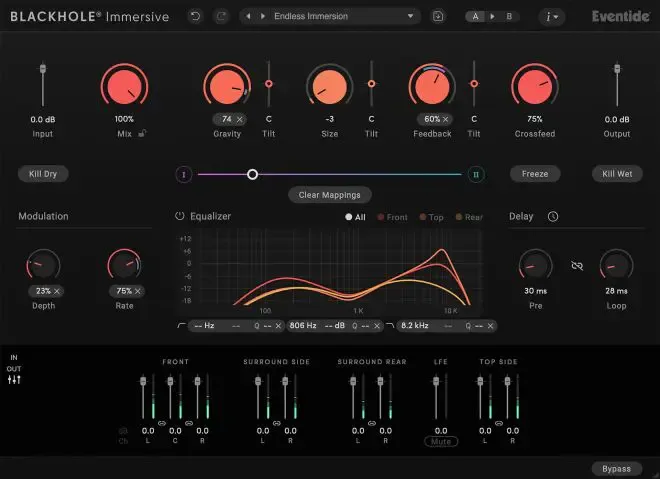 BLACKHOLE® Immersive
Endless Immersion
A B
i
Eventide
0.0 dB 100% 74 × C -3 C 60% × C 75% 0.0 dB
Input Mix Gravity Tilt Size Tilt Feedback Tilt Crossfeed Output
Kill Dry I II Freeze Kill Wet
Clear Mappings
Modulation Equalizer All Front Top Rear Delay
+12
+6
0
-6
-12
-18
100 1 K 10 K
23% × 75% × 30 ms 28 ms
Depth Rate Pre Loop
-- Hz -- Q -- × 806 Hz -- dB Q -- × 8.2 kHz -- Q -- ×
IN
OUT
FRONT SURROUND SIDE SURROUND REAR LFE TOP SIDE
dB 0.0 0.0 0.0 0.0 0.0 0.0 0.0 0.0 0.0 0.0
Ch L C R L R L R Mute L R
Bypass